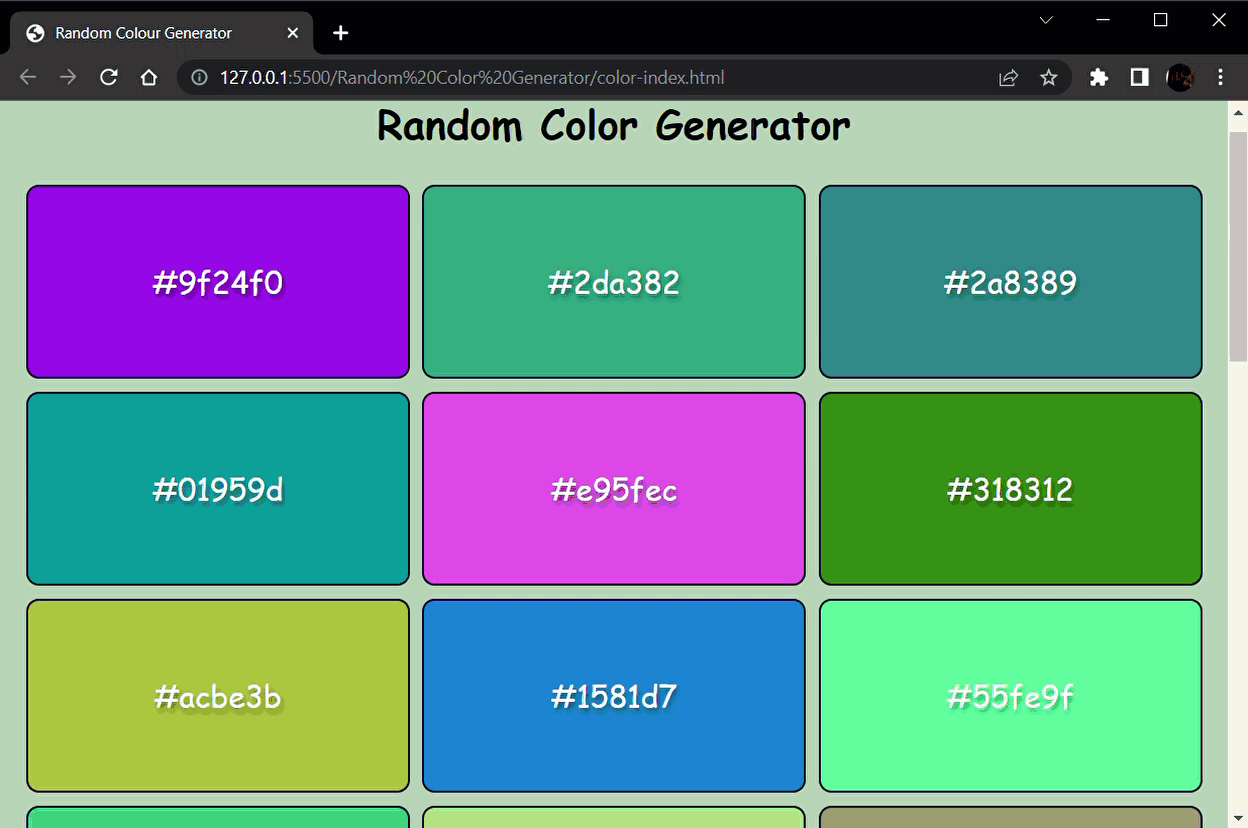 Random Colour Generator
127.0.0.1:5500/Random%20Color%20Generator/color-index.html
Random Color Generator
#9f24f0 #2da382 #2a8389
#01959d #e95fec #318312
#acbe3b #1581d7 #55fe9f